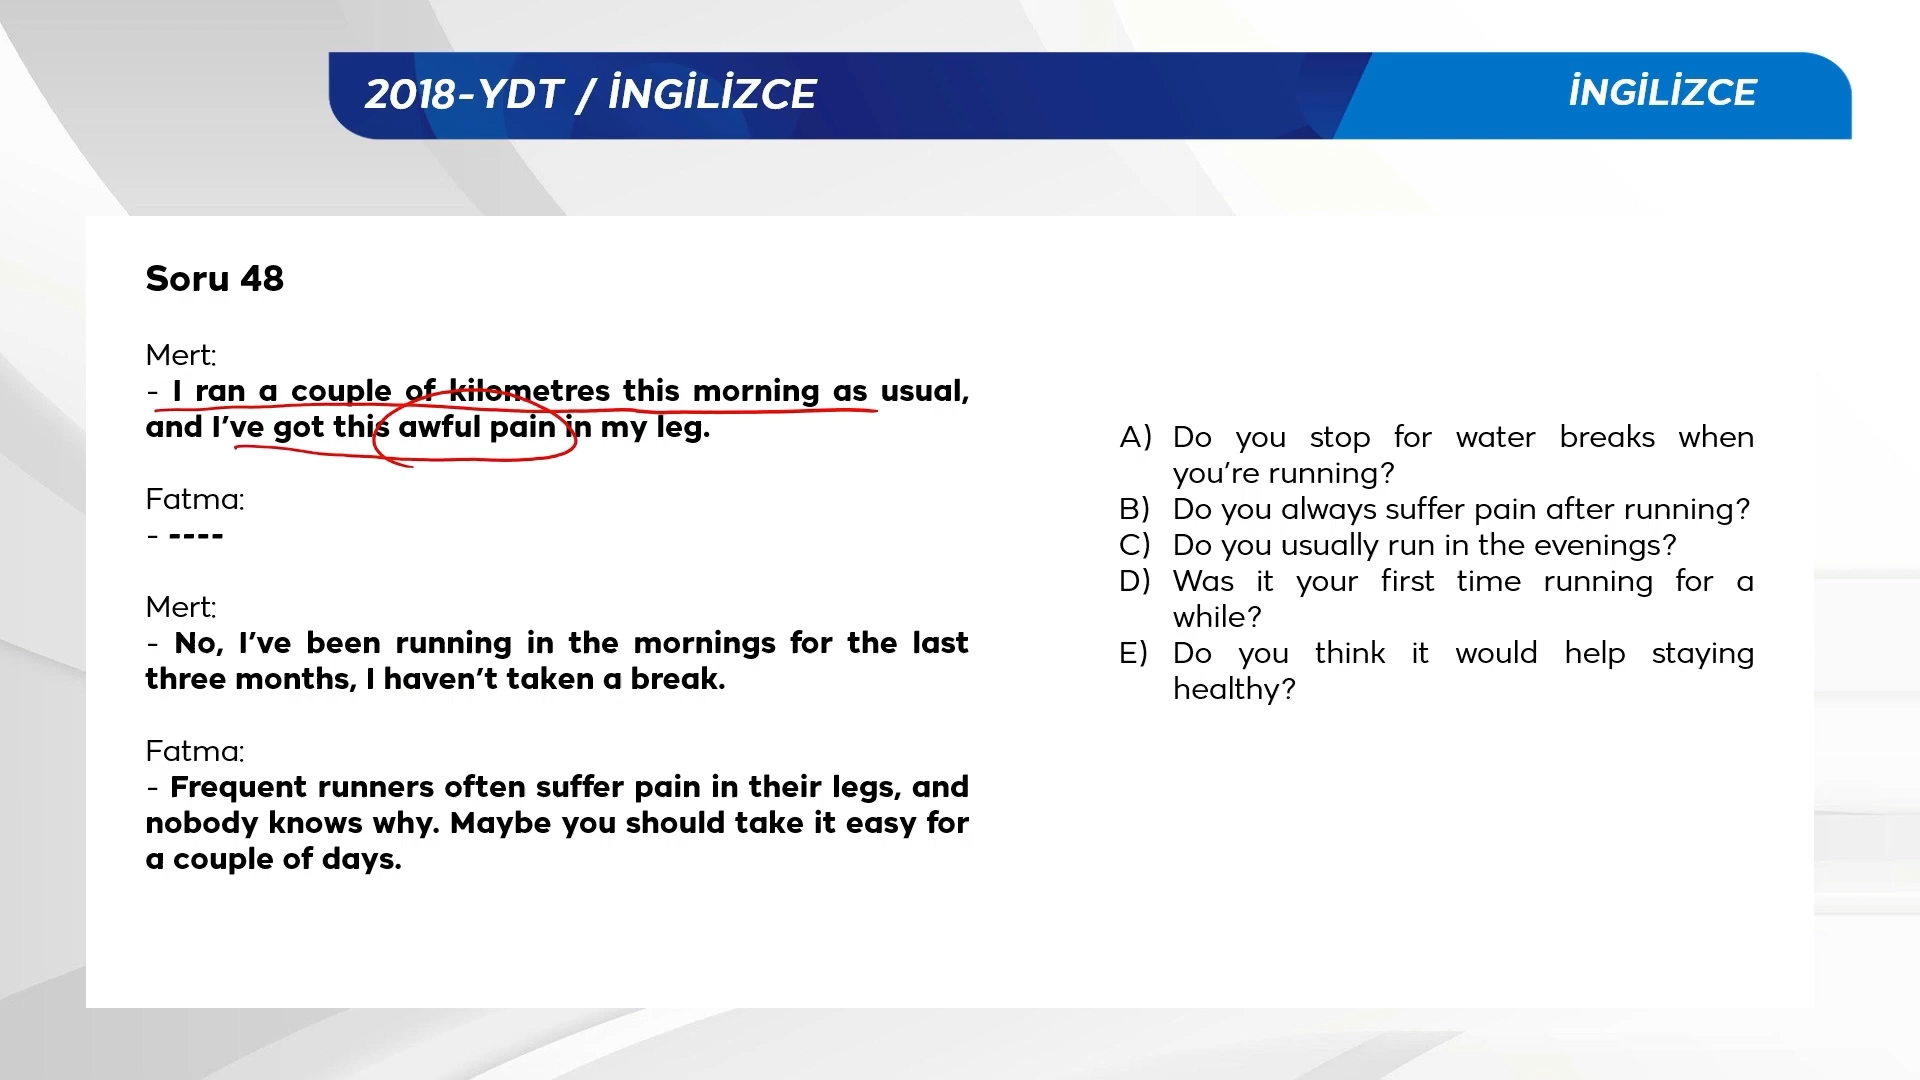 2018-YDT / İNGİLİZCE
İNGİLİZCE
Soru 48
Mert:
- I ran a couple of kilometres this morning as usual,
and I’ve got this awful pain in my leg.
Fatma:
- ----
Mert:
- No, I’ve been running in the mornings for the last
three months, I haven’t taken a break.
Fatma:
- Frequent runners often suffer pain in their legs, and
nobody knows why. Maybe you should take it easy for
a couple of days.
A) Do you stop for water breaks when
you’re running?
B) Do you always suffer pain after running?
C) Do you usually run in the evenings?
D) Was it your first time running for a
while?
E) Do you think it would help staying
healthy?